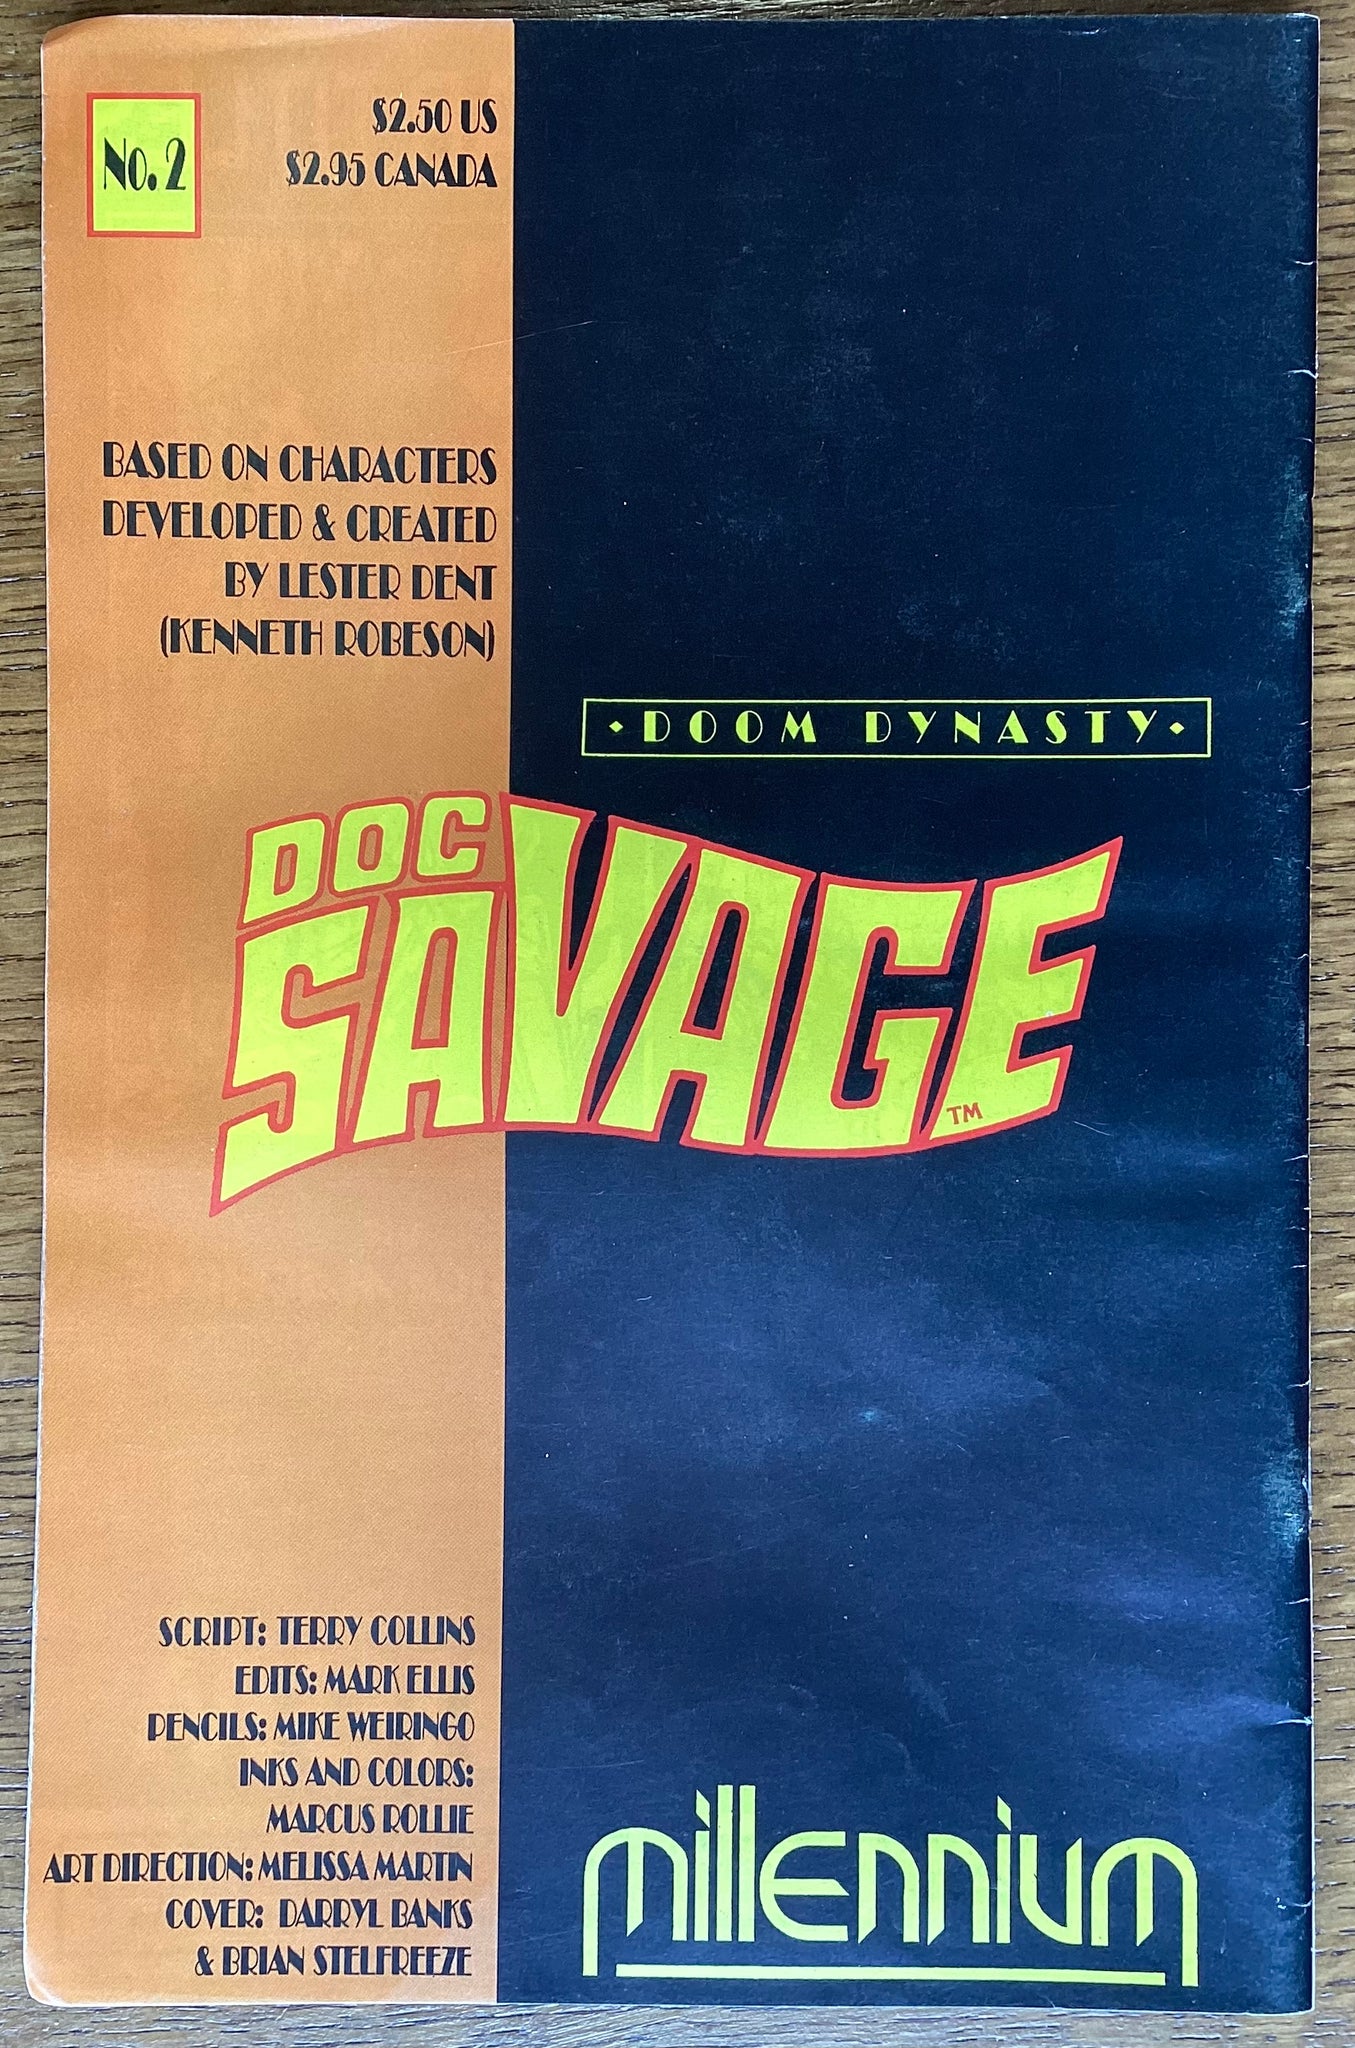 No. 2
$2.50 US
$2.95 CANADA
BASED ON CHARACTERS
DEVELOPED & CREATED
BY LESTER DENT
(KENNETH ROBESON)
• DOOM DYNASTY •
DOC
SAVAGE
TM
SCRIPT: TERRY COLLINS
EDITS: MARK ELLIS
PENCILS: MIKE WEIRINGO
INKS AND COLORS:
MARCUS ROLLIE
ART DIRECTION: MELISSA MARTIN
COVER: DARRYL BANKS
& BRIAN STELFREEZE
millennium